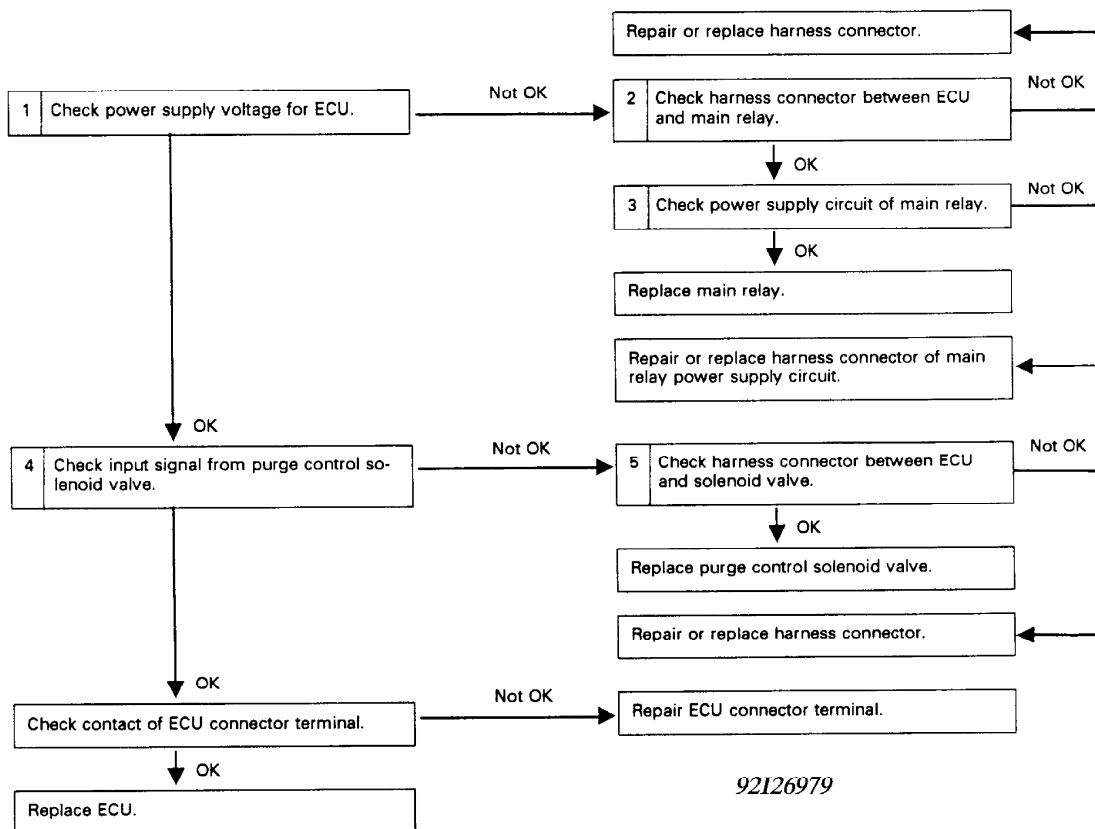 Repair or replace harness connector.
Not OK
Not OK
1 Check power supply voltage for ECU.
2 Check harness connector between ECU
and main relay.
OK
Not OK
3 Check power supply circuit of main relay.
OK
Replace main relay.
Repair or replace harness connector of main
relay power supply circuit.
OK
Not OK
Not OK
4 Check input signal from purge control so-
lenoid valve.
5 Check harness connector between ECU
and solenoid valve.
OK
Replace purge control solenoid valve.
Repair or replace harness connector.
OK
Not OK
Check contact of ECU connector terminal.
Repair ECU connector terminal.
OK
Replace ECU.
92I26979